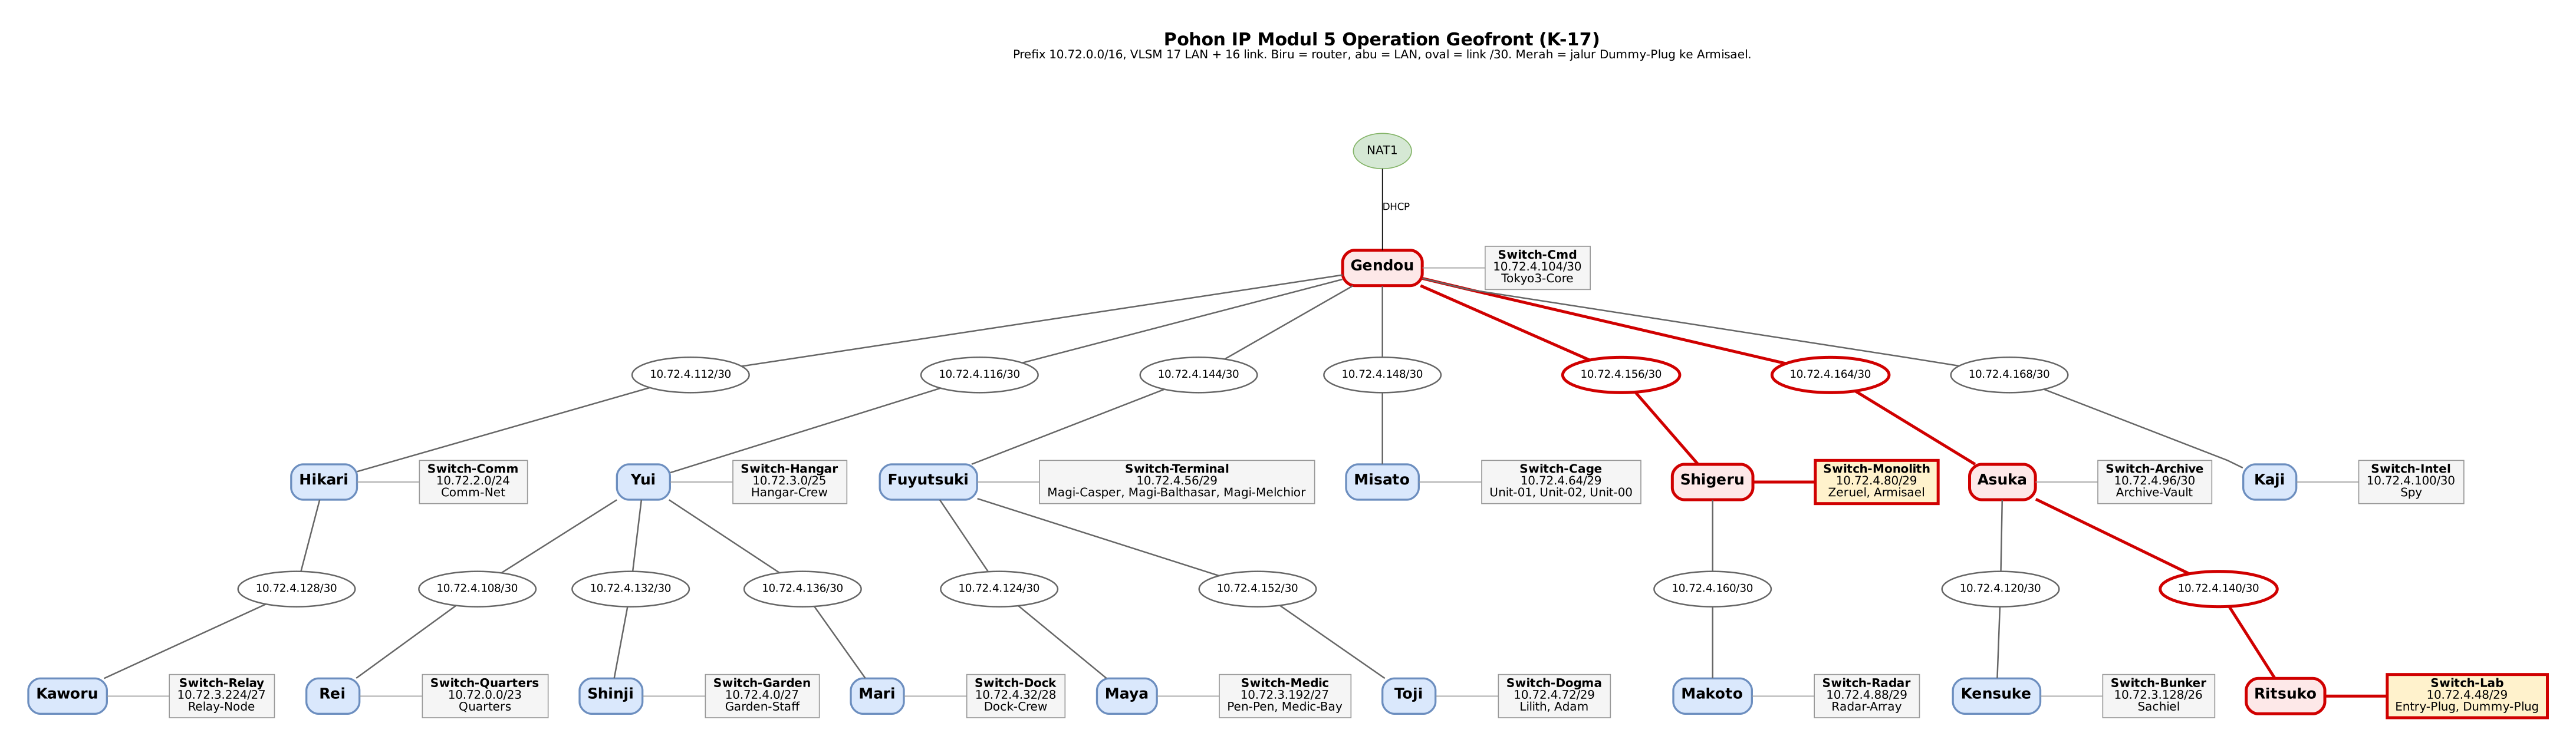 Pohon IP Modul 5 Operation Geofront (K-17)
Prefix 10.72.0.0/16, VLSM 17 LAN + 16 link. Biru = router, abu = LAN, oval = link /30. Merah = jalur Dummy-Plug ke Armisael.
NAT1
DHCP
Gendou
Switch-Cmd
10.72.4.104/30
Tokyo3-Core
10.72.4.112/30
10.72.4.116/30
10.72.4.144/30
10.72.4.148/30
10.72.4.156/30
10.72.4.164/30
10.72.4.168/30
Hikari
Switch-Comm
10.72.2.0/24
Comm-Net
Yui
Switch-Hangar
10.72.3.0/25
Hangar-Crew
Fuyutsuki
Switch-Terminal
10.72.4.56/29
Magi-Casper, Magi-Balthasar, Magi-Melchior
Misato
Switch-Cage
10.72.4.64/29
Unit-01, Unit-02, Unit-00
Shigeru
Switch-Monolith
10.72.4.80/29
Zeruel, Armisael
Asuka
Switch-Archive
10.72.4.96/30
Archive-Vault
Kaji
Switch-Intel
10.72.4.100/30
Spy
10.72.4.128/30
10.72.4.108/30
10.72.4.132/30
10.72.4.136/30
10.72.4.124/30
10.72.4.152/30
10.72.4.160/30
10.72.4.120/30
10.72.4.140/30
Kaworu
Switch-Relay
10.72.3.224/27
Relay-Node
Rei
Switch-Quarters
10.72.0.0/23
Quarters
Shinji
Switch-Garden
10.72.4.0/27
Garden-Staff
Mari
Switch-Dock
10.72.4.32/28
Dock-Crew
Maya
Switch-Medic
10.72.3.192/27
Pen-Pen, Medic-Bay
Toji
Switch-Dogma
10.72.4.72/29
Lilith, Adam
Makoto
Switch-Radar
10.72.4.88/29
Radar-Array
Kensuke
Switch-Bunker
10.72.3.128/26
Sachiel
Ritsuko
Switch-Lab
10.72.4.48/29
Entry-Plug, Dummy-Plug